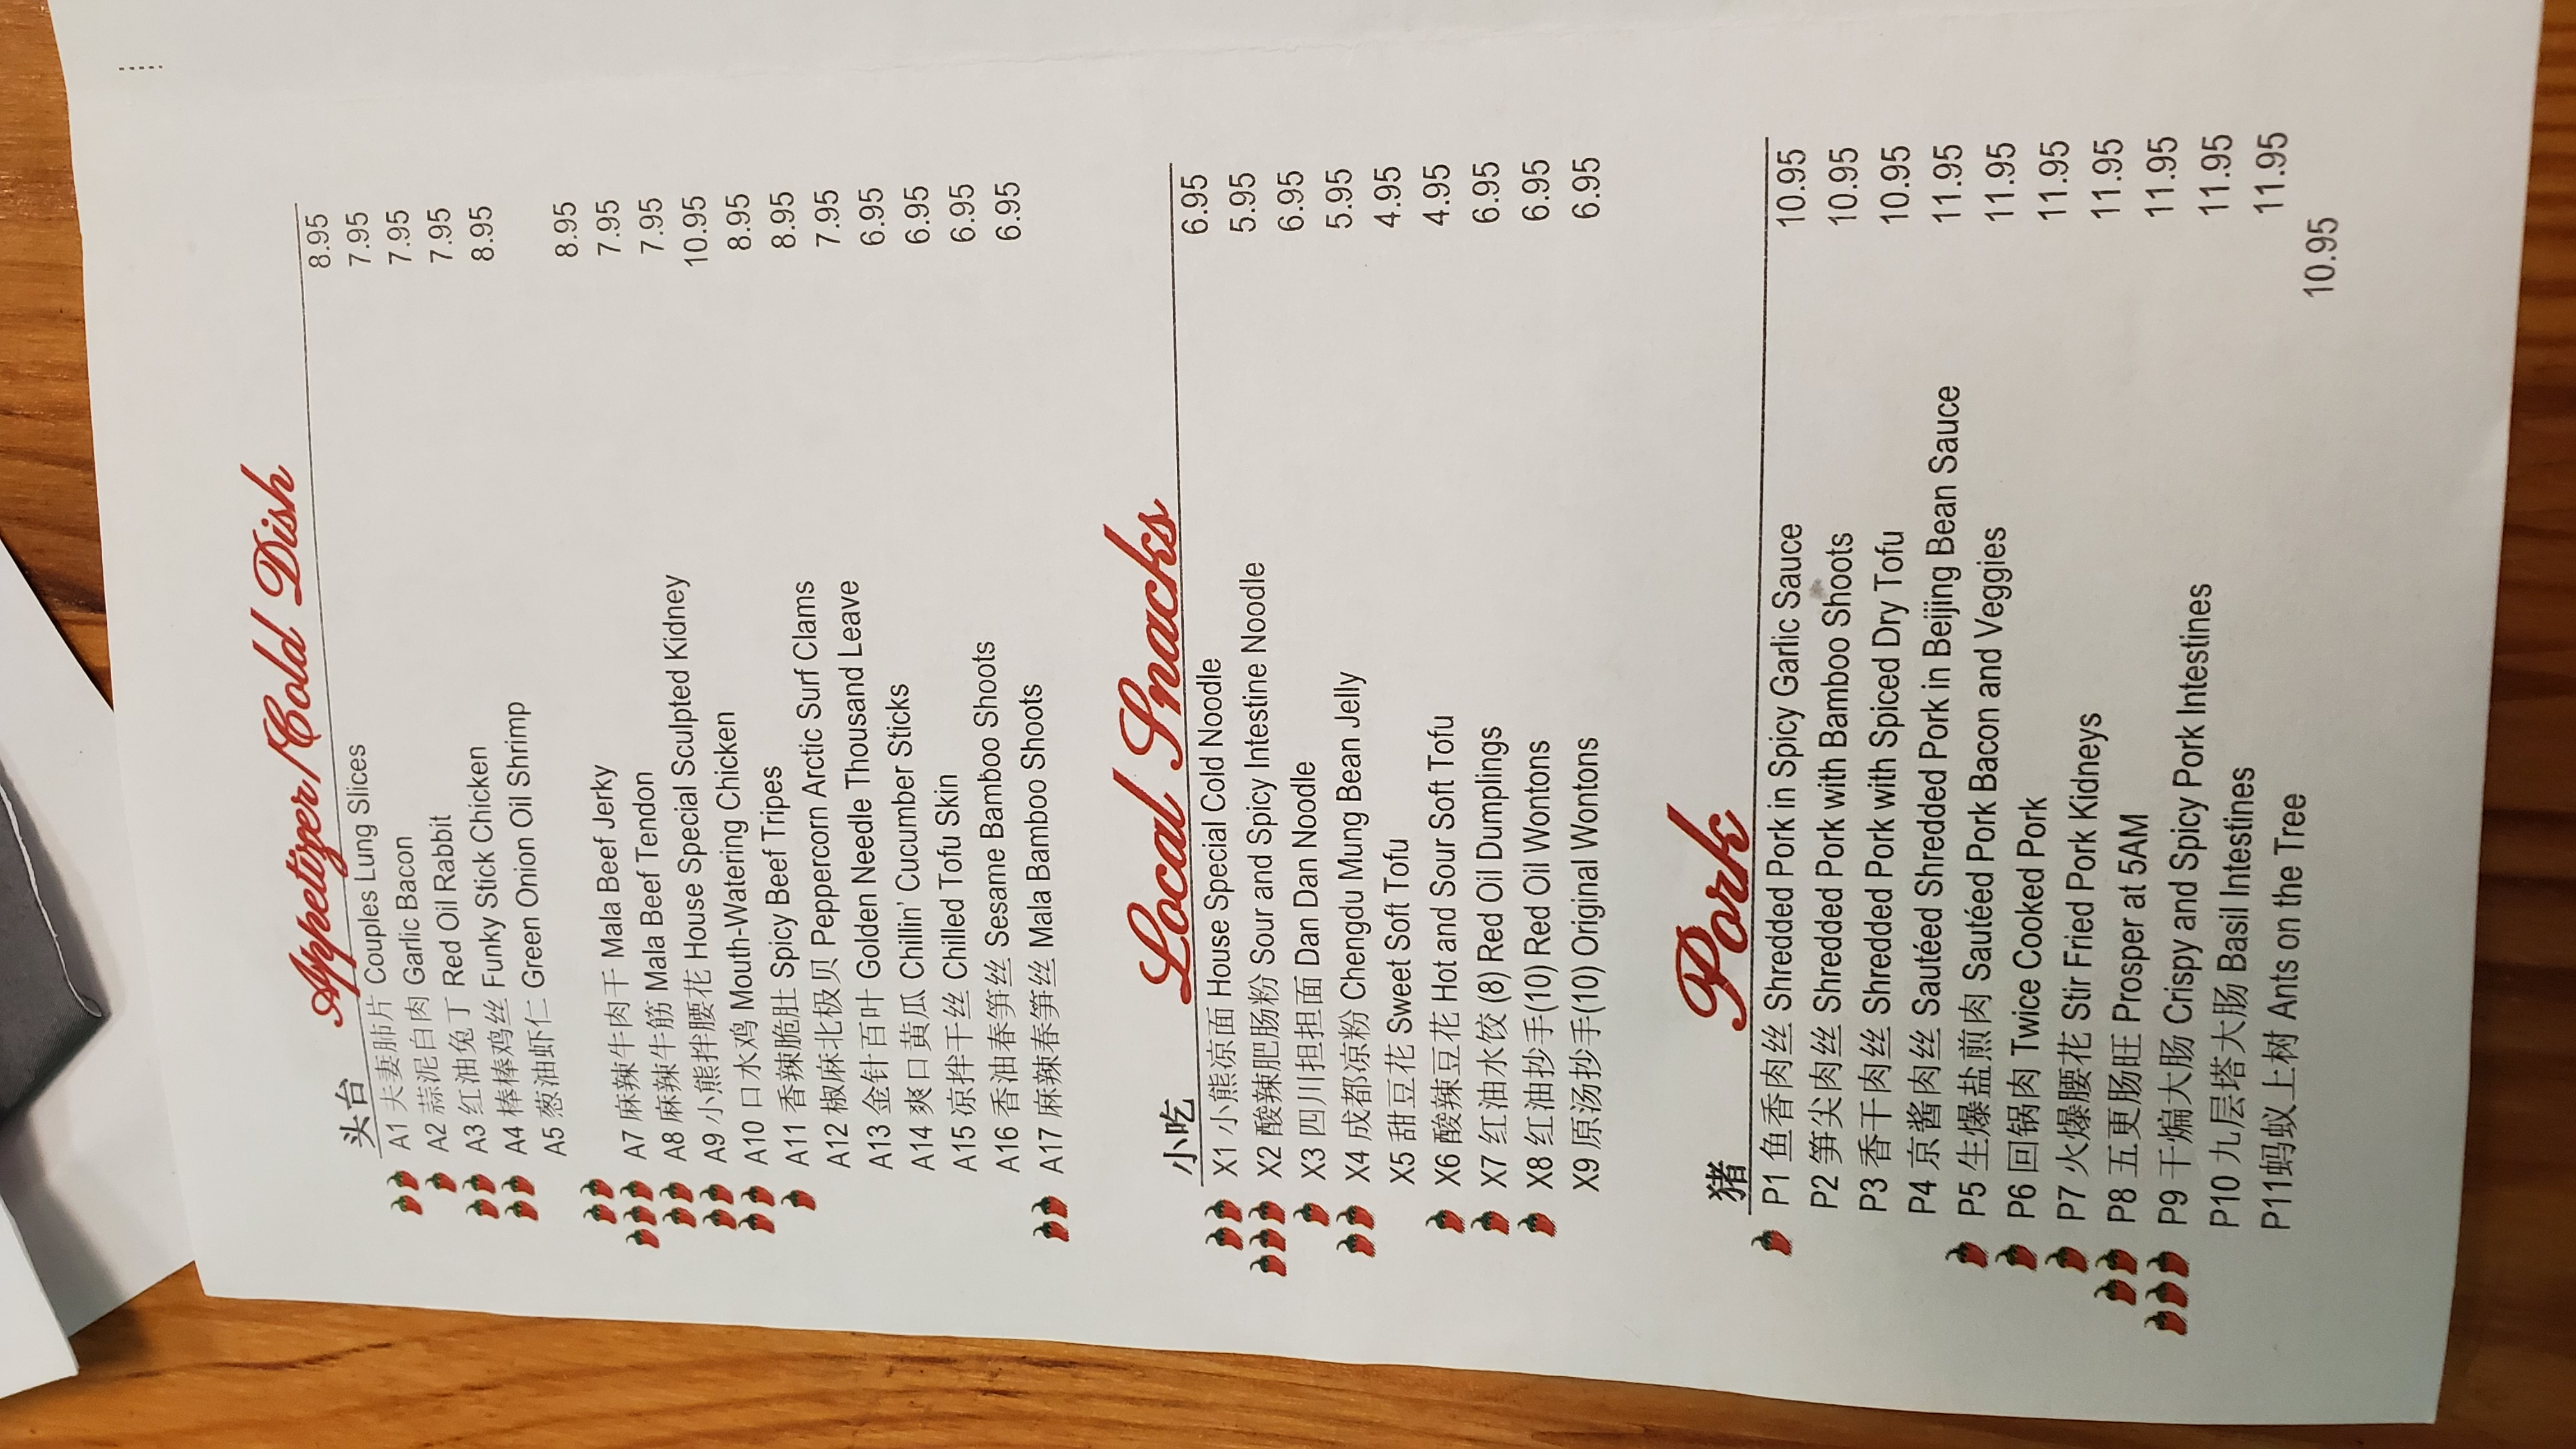 Appetizer/Cold Dish
头台
A1 夫妻肺片 Couples Lung Slices 8.95
A2 蒜泥白肉 Garlic Bacon 7.95
A3 红油兔丁 Red Oil Rabbit 7.95
A4 棒棒鸡丝 Funky Stick Chicken 7.95
A5 葱油虾仁 Green Onion Oil Shrimp 8.95
A7 麻辣牛肉干 Mala Beef Jerky 8.95
A8 麻辣牛筋 Mala Beef Tendon 7.95
A9 小熊拌腰花 House Special Sculpted Kidney 7.95
A10 口水鸡 Mouth-Watering Chicken 10.95
A11 香辣脆肚 Spicy Beef Tripes 8.95
A12 椒麻北极贝 Peppercorn Arctic Surf Clams 8.95
A13 金针百叶 Golden Needle Thousand Leave 7.95
A14 爽口黄瓜 Chillin' Cucumber Sticks 6.95
A15 凉拌干丝 Chilled Tofu Skin 6.95
A16 香油春笋丝 Sesame Bamboo Shoots 6.95
A17 麻辣春笋丝 Mala Bamboo Shoots 6.95
Local Snacks
小吃
X1 小熊凉面 House Special Cold Noodle 6.95
X2 酸辣肥肠粉 Sour and Spicy Intestine Noodle 5.95
X3 四川担担面 Dan Dan Noodle 6.95
X4 成都凉粉 Chengdu Mung Bean Jelly 5.95
X5 甜豆花 Sweet Soft Tofu 4.95
X6 酸辣豆花 Hot and Sour Soft Tofu 4.95
X7 红油水饺 (8) Red Oil Dumplings 6.95
X8 红油抄手(10) Red Oil Wontons 6.95
X9 原汤抄手(10) Original Wontons 6.95
Pork
猪
P1 鱼香肉丝 Shredded Pork in Spicy Garlic Sauce 10.95
P2 笋尖肉丝 Shredded Pork with Bamboo Shoots 10.95
P3 香干肉丝 Shredded Pork with Spiced Dry Tofu 10.95
P4 京酱肉丝 Sautéed Shredded Pork in Beijing Bean Sauce 11.95
P5 生爆盐煎肉 Sautéed Pork Bacon and Veggies 11.95
P6 回锅肉 Twice Cooked Pork 11.95
P7 火爆腰花 Stir Fried Pork Kidneys 11.95
P8 五更肠旺 Prosper at 5AM 11.95
P9 干煸大肠 Crispy and Spicy Pork Intestines 11.95
P10 九层塔大肠 Basil Intestines 11.95
P11蚂蚁上树 Ants on the Tree 10.95